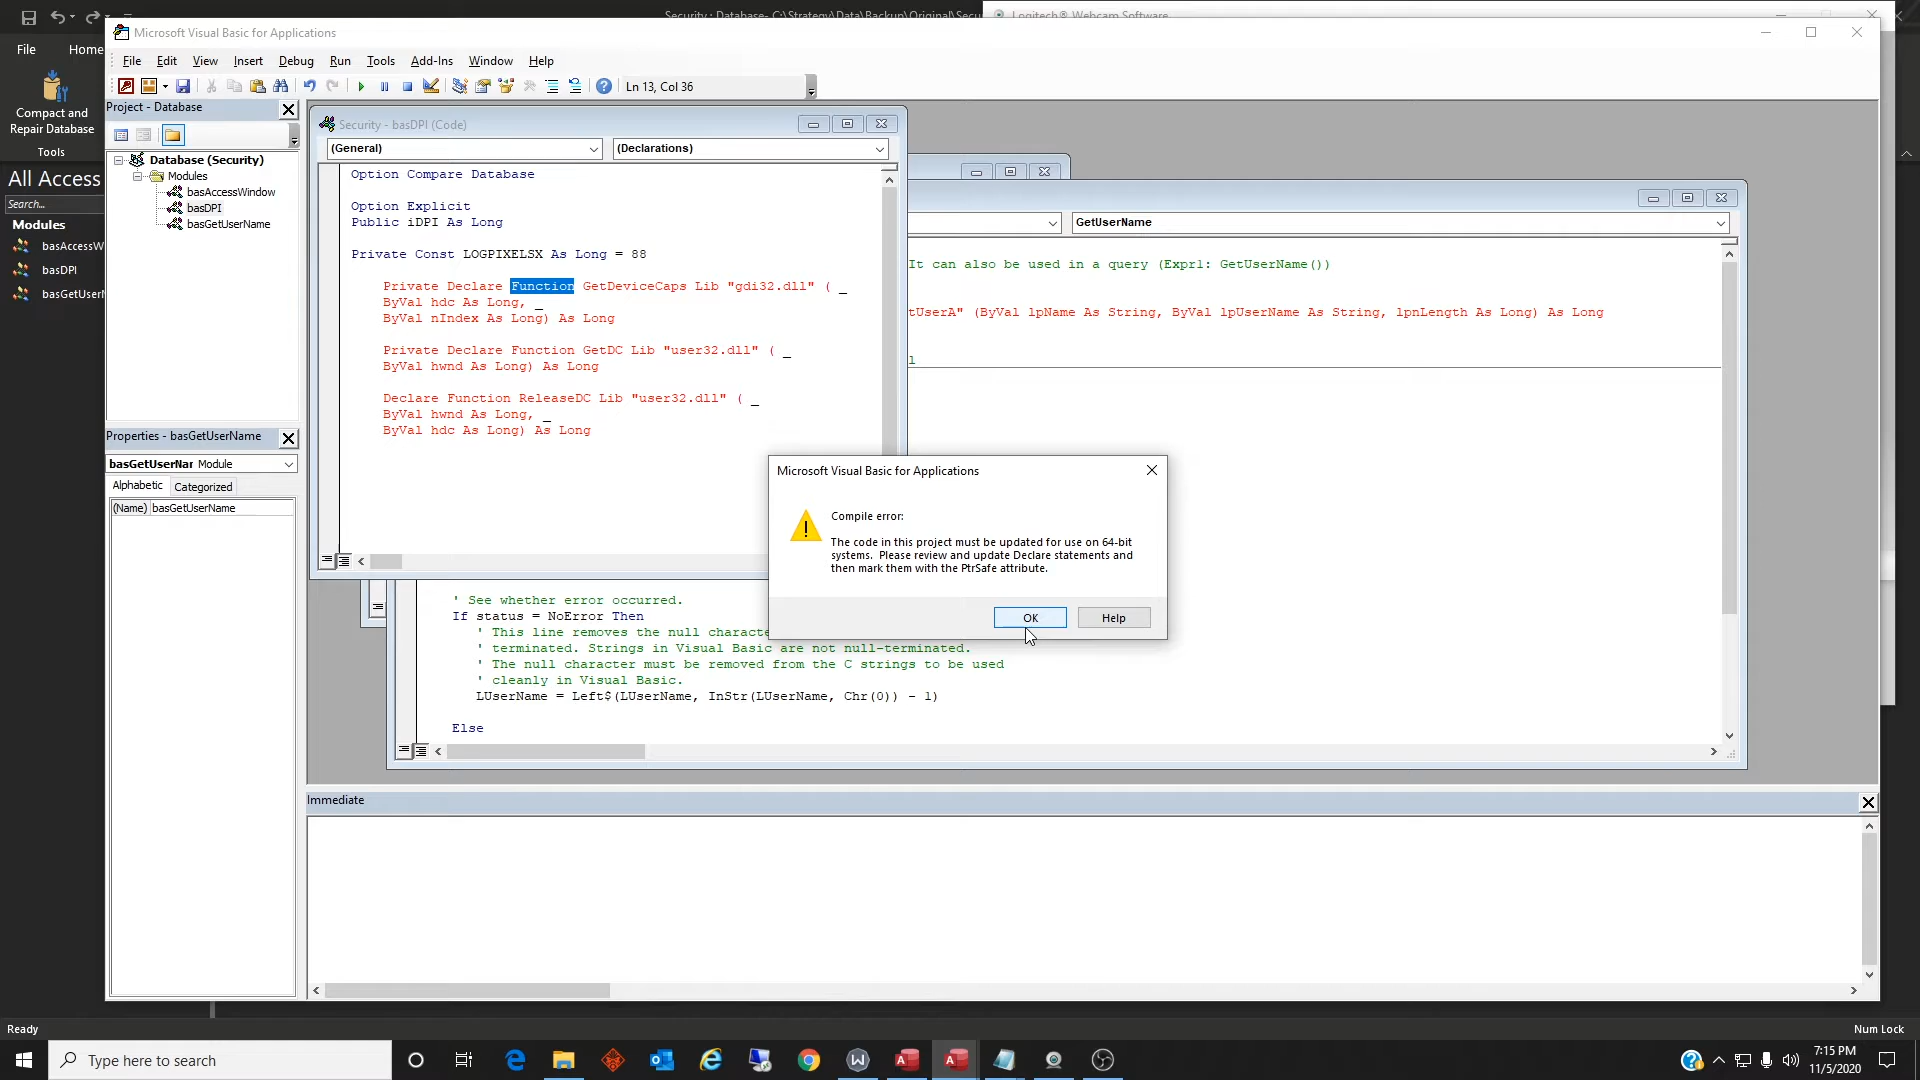 Security : Database- C:\Strategy\Data\Backup\Original\Secu
Logitech® Webcam Software
File
Home
Compact and
Repair Database
Tools
All Access
Search...
Modules
basAccessW
basDPI
basGetUserN
Microsoft Visual Basic for Applications
File Edit View Insert Debug Run Tools Add-Ins Window Help
Ln 13, Col 36
Project - Database
Database (Security)
Modules
basAccessWindow
basDPI
basGetUserName
Properties - basGetUserName
basGetUserNar Module
Alphabetic Categorized
(Name) basGetUserName
Security - basDPI (Code)
(General) (Declarations)
Option Compare Database
Option Explicit
Public iDPI As Long
Private Const LOGPIXELSX As Long = 88
Private Declare Function GetDeviceCaps Lib "gdi32.dll" ( _
ByVal hdc As Long, _
ByVal nIndex As Long) As Long
Private Declare Function GetDC Lib "user32.dll" ( _
ByVal hwnd As Long) As Long
Declare Function ReleaseDC Lib "user32.dll" ( _
ByVal hwnd As Long, _
ByVal hdc As Long) As Long
GetUserName
It can also be used in a query (Expr1: GetUserName())
tUserA" (ByVal lpName As String, ByVal lpUserName As String, lpnLength As Long) As Long
l
Microsoft Visual Basic for Applications
Compile error:
The code in this project must be updated for use on 64-bit
systems. Please review and update Declare statements and
then mark them with the PtrSafe attribute.
OK Help
' See whether error occurred.
If status = NoError Then
' This line removes the null characte
' terminated. Strings in Visual Basic are not null-terminated.
' The null character must be removed from the C strings to be used
' cleanly in Visual Basic.
LUserName = Left$(LUserName, InStr(LUserName, Chr(0)) - 1)
Else
Immediate
Ready
Num Lock
Type here to search
7:15 PM
11/5/2020